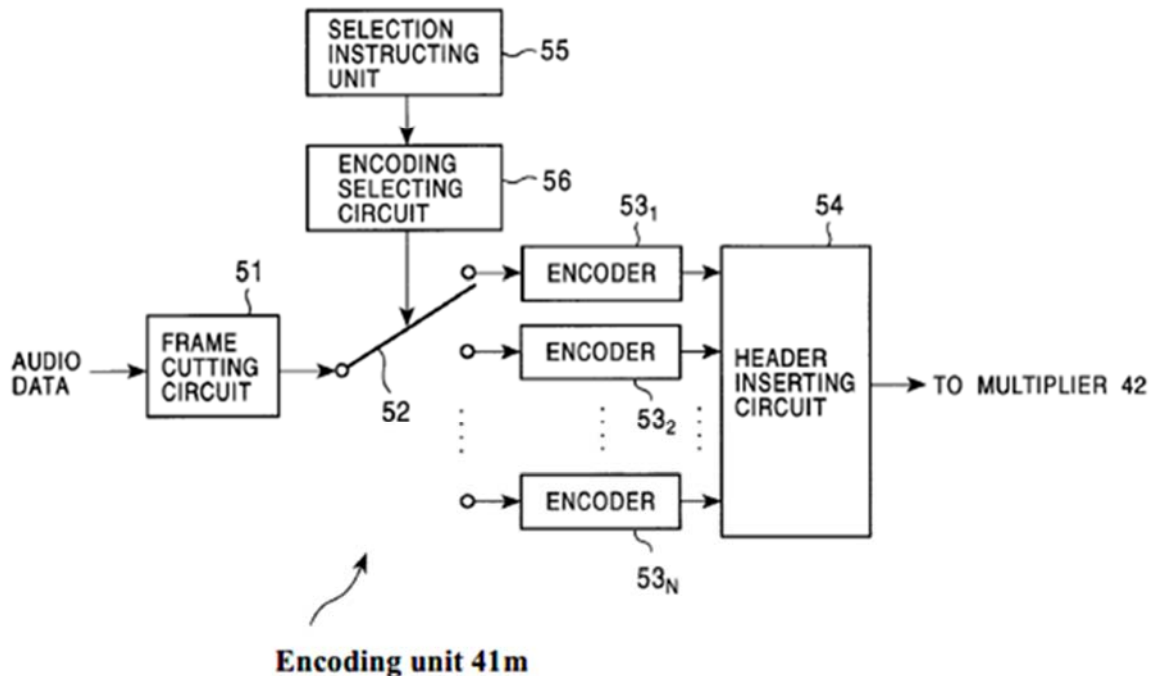 SELECTION
INSTRUCTING
UNIT
55
ENCODING
SELECTING
CIRCUIT
56
53₁
54
51
ENCODER
AUDIO
DATA
FRAME
CUTTING
CIRCUIT
52
ENCODER
53₂
HEADER
INSERTING
CIRCUIT
TO MULTIPLIER 42
ENCODER
53N
Encoding unit 41m